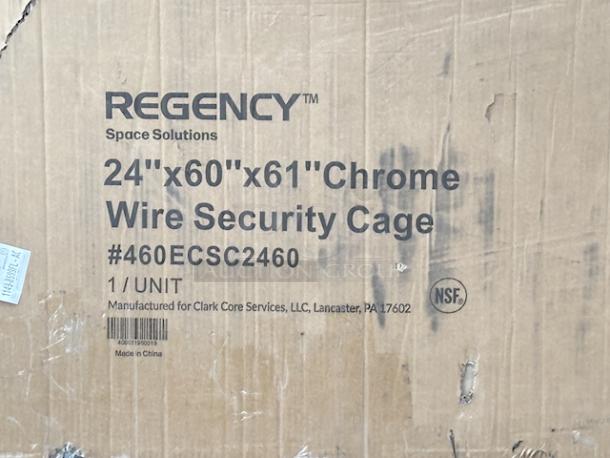 REGENCY™
Space Solutions
24"x60"x61"Chrome
Wire Security Cage
#460ECSC2460
1 / UNIT
Manufactured for Clark Core Services, LLC, Lancaster, PA 17602
NSF®
Made in China